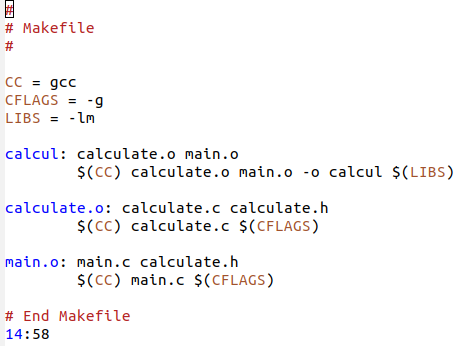 #
# Makefile
#
CC = gcc
CFLAGS = -g
LIBS = -lm
calcul: calculate.o main.o
$(CC) calculate.o main.o -o calcul $(LIBS)
calculate.o: calculate.c calculate.h
$(CC) calculate.c $(CFLAGS)
main.o: main.c calculate.h
$(CC) main.c $(CFLAGS)
# End Makefile
14:58